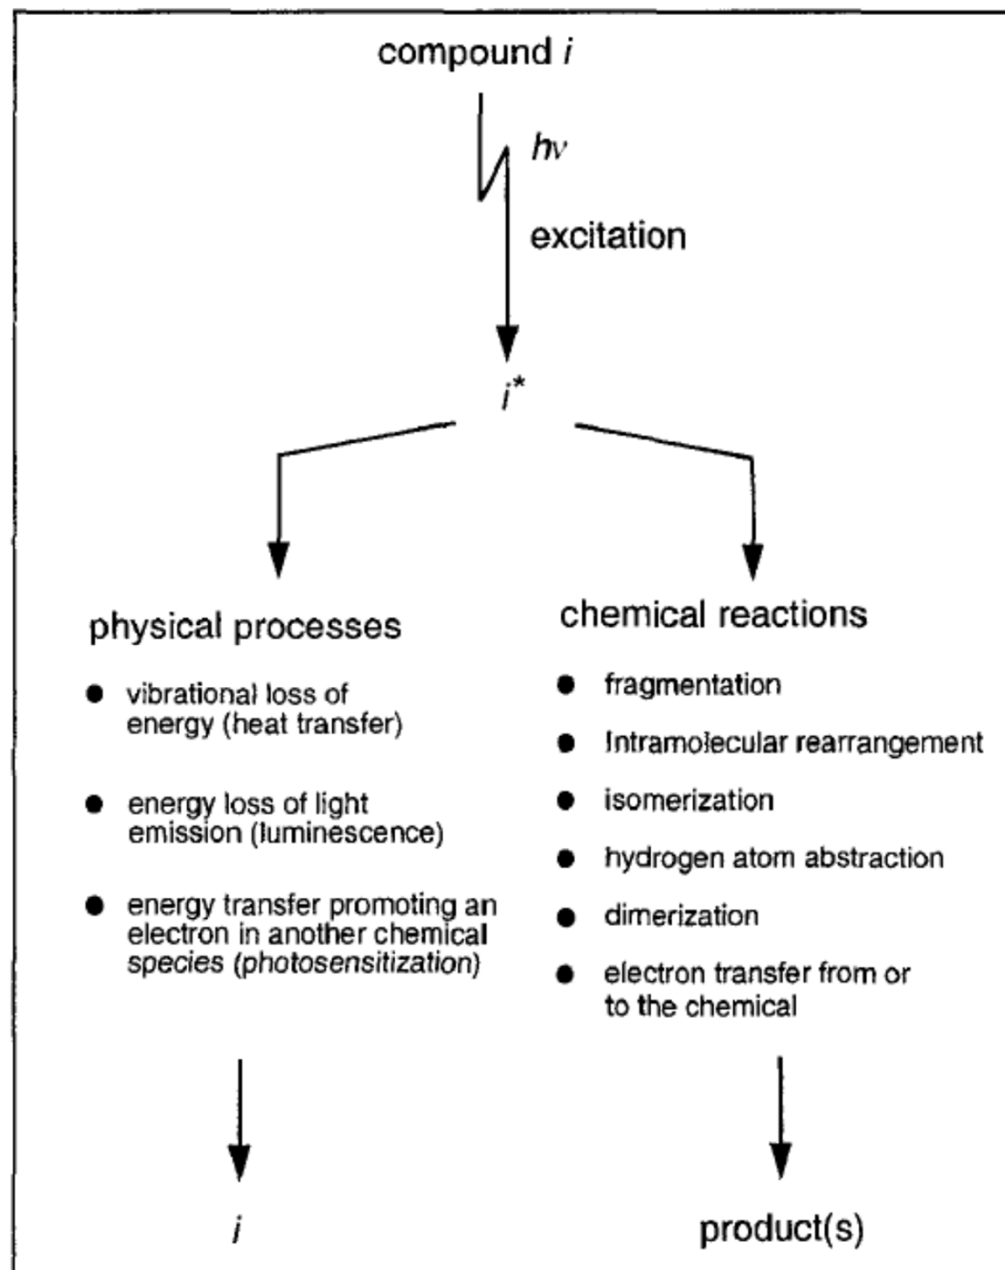 compound i
hν
excitation
i*
physical processes
● vibrational loss of
energy (heat transfer)
● energy loss of light
emission (luminescence)
● energy transfer promoting an
electron in another chemical
species (photosensitization)
i
chemical reactions
● fragmentation
● Intramolecular rearrangement
● isomerization
● hydrogen atom abstraction
● dimerization
● electron transfer from or
to the chemical
product(s)